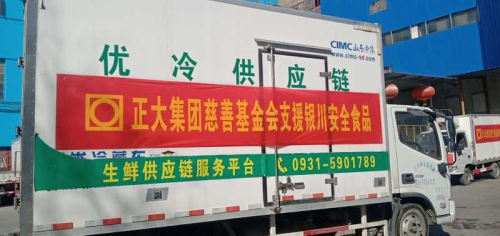 CIMC山东中集
www.cimc-sd.com
优冷供应链
正大集团慈善基金会支援银川安全食品
生鲜供应链服务平台 0931-5901789